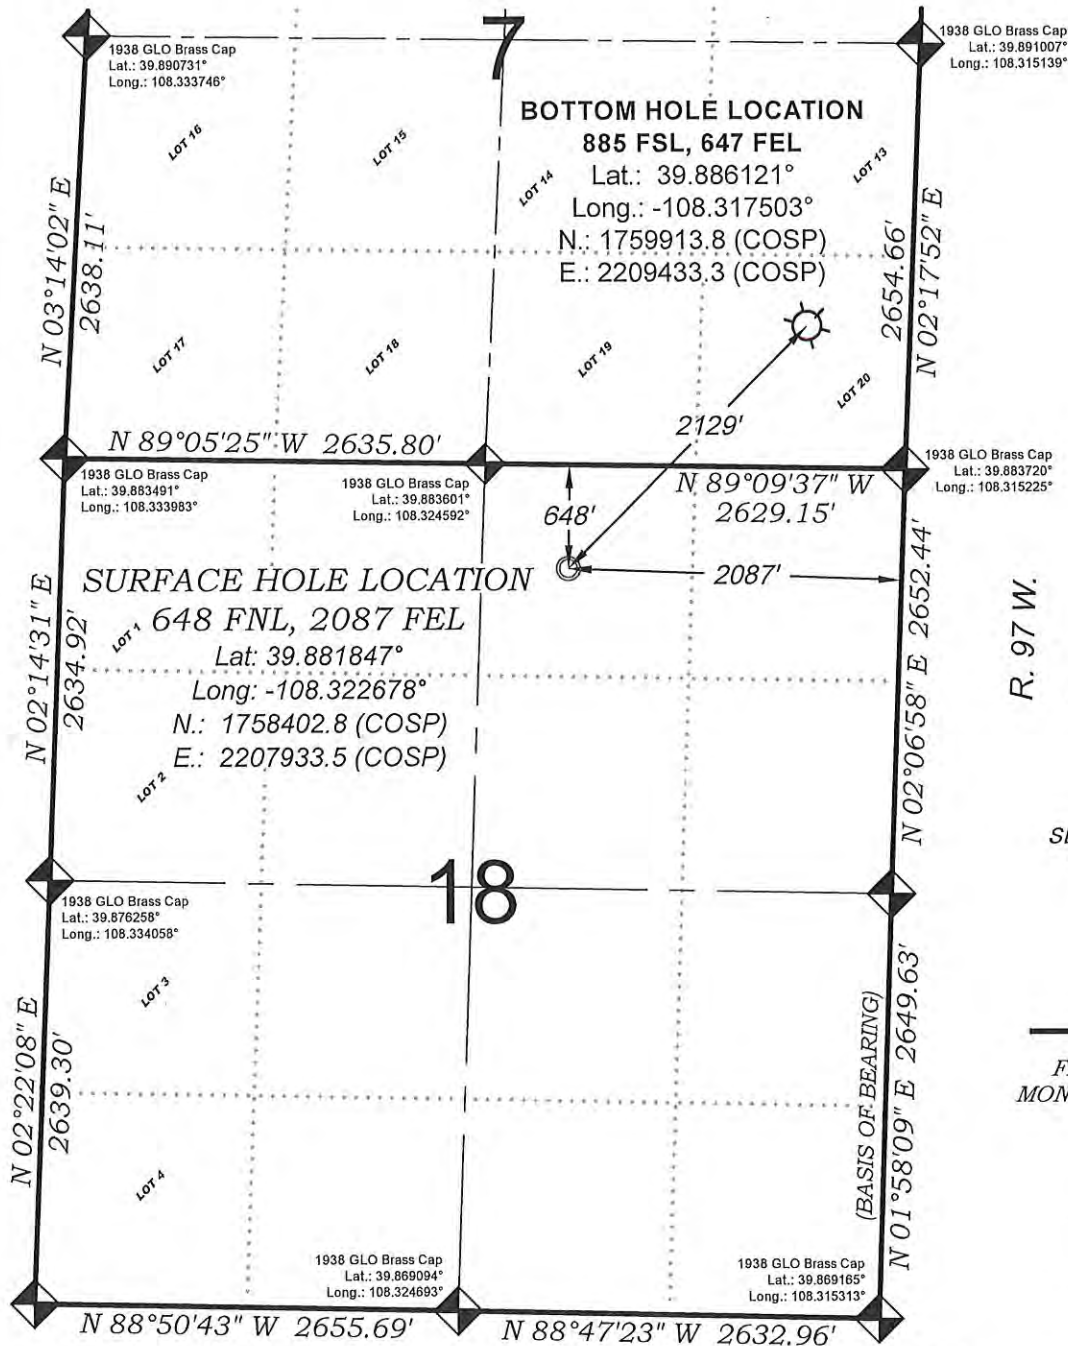 7
1938 GLO Brass Cap
Lat.: 39.890731°
Long.: 108.333746°
1938 GLO Brass Cap
Lat.: 39.891007°
Long.: 108.315139°
BOTTOM HOLE LOCATION
885 FSL, 647 FEL
Lat.: 39.886121°
Long.: -108.317503°
N.: 1759913.8 (COSP)
E.: 2209433.3 (COSP)
LOT 16
LOT 15
LOT 14
LOT 13
N 03°14'02" E
2638.11'
2654.66'
N 02°17'52" E
LOT 17
LOT 18
LOT 19
LOT 20
2129'
N 89°05'25" W 2635.80'
N 89°09'37" W
2629.15'
1938 GLO Brass Cap
Lat.: 39.883491°
Long.: 108.333983°
1938 GLO Brass Cap
Lat.: 39.883601°
Long.: 108.324592°
1938 GLO Brass Cap
Lat.: 39.883720°
Long.: 108.315225°
648'
2087'
SURFACE HOLE LOCATION
648 FNL, 2087 FEL
Lat: 39.881847°
Long: -108.322678°
N.: 1758402.8 (COSP)
E.: 2207933.5 (COSP)
LOT 1
LOT 2
N 02°14'31" E
2634.92'
N 02°06'58" E 2652.44'
R. 97 W.
18
1938 GLO Brass Cap
Lat.: 39.876258°
Long.: 108.334058°
LOT 3
LOT 4
N 02°22'08" E
2639.30'
(BASIS OF BEARING)
N 01°58'09" E 2649.63'
1938 GLO Brass Cap
Lat.: 39.869094°
Long.: 108.324693°
1938 GLO Brass Cap
Lat.: 39.869165°
Long.: 108.315313°
N 88°50'43" W 2655.69'
N 88°47'23" W 2632.96'